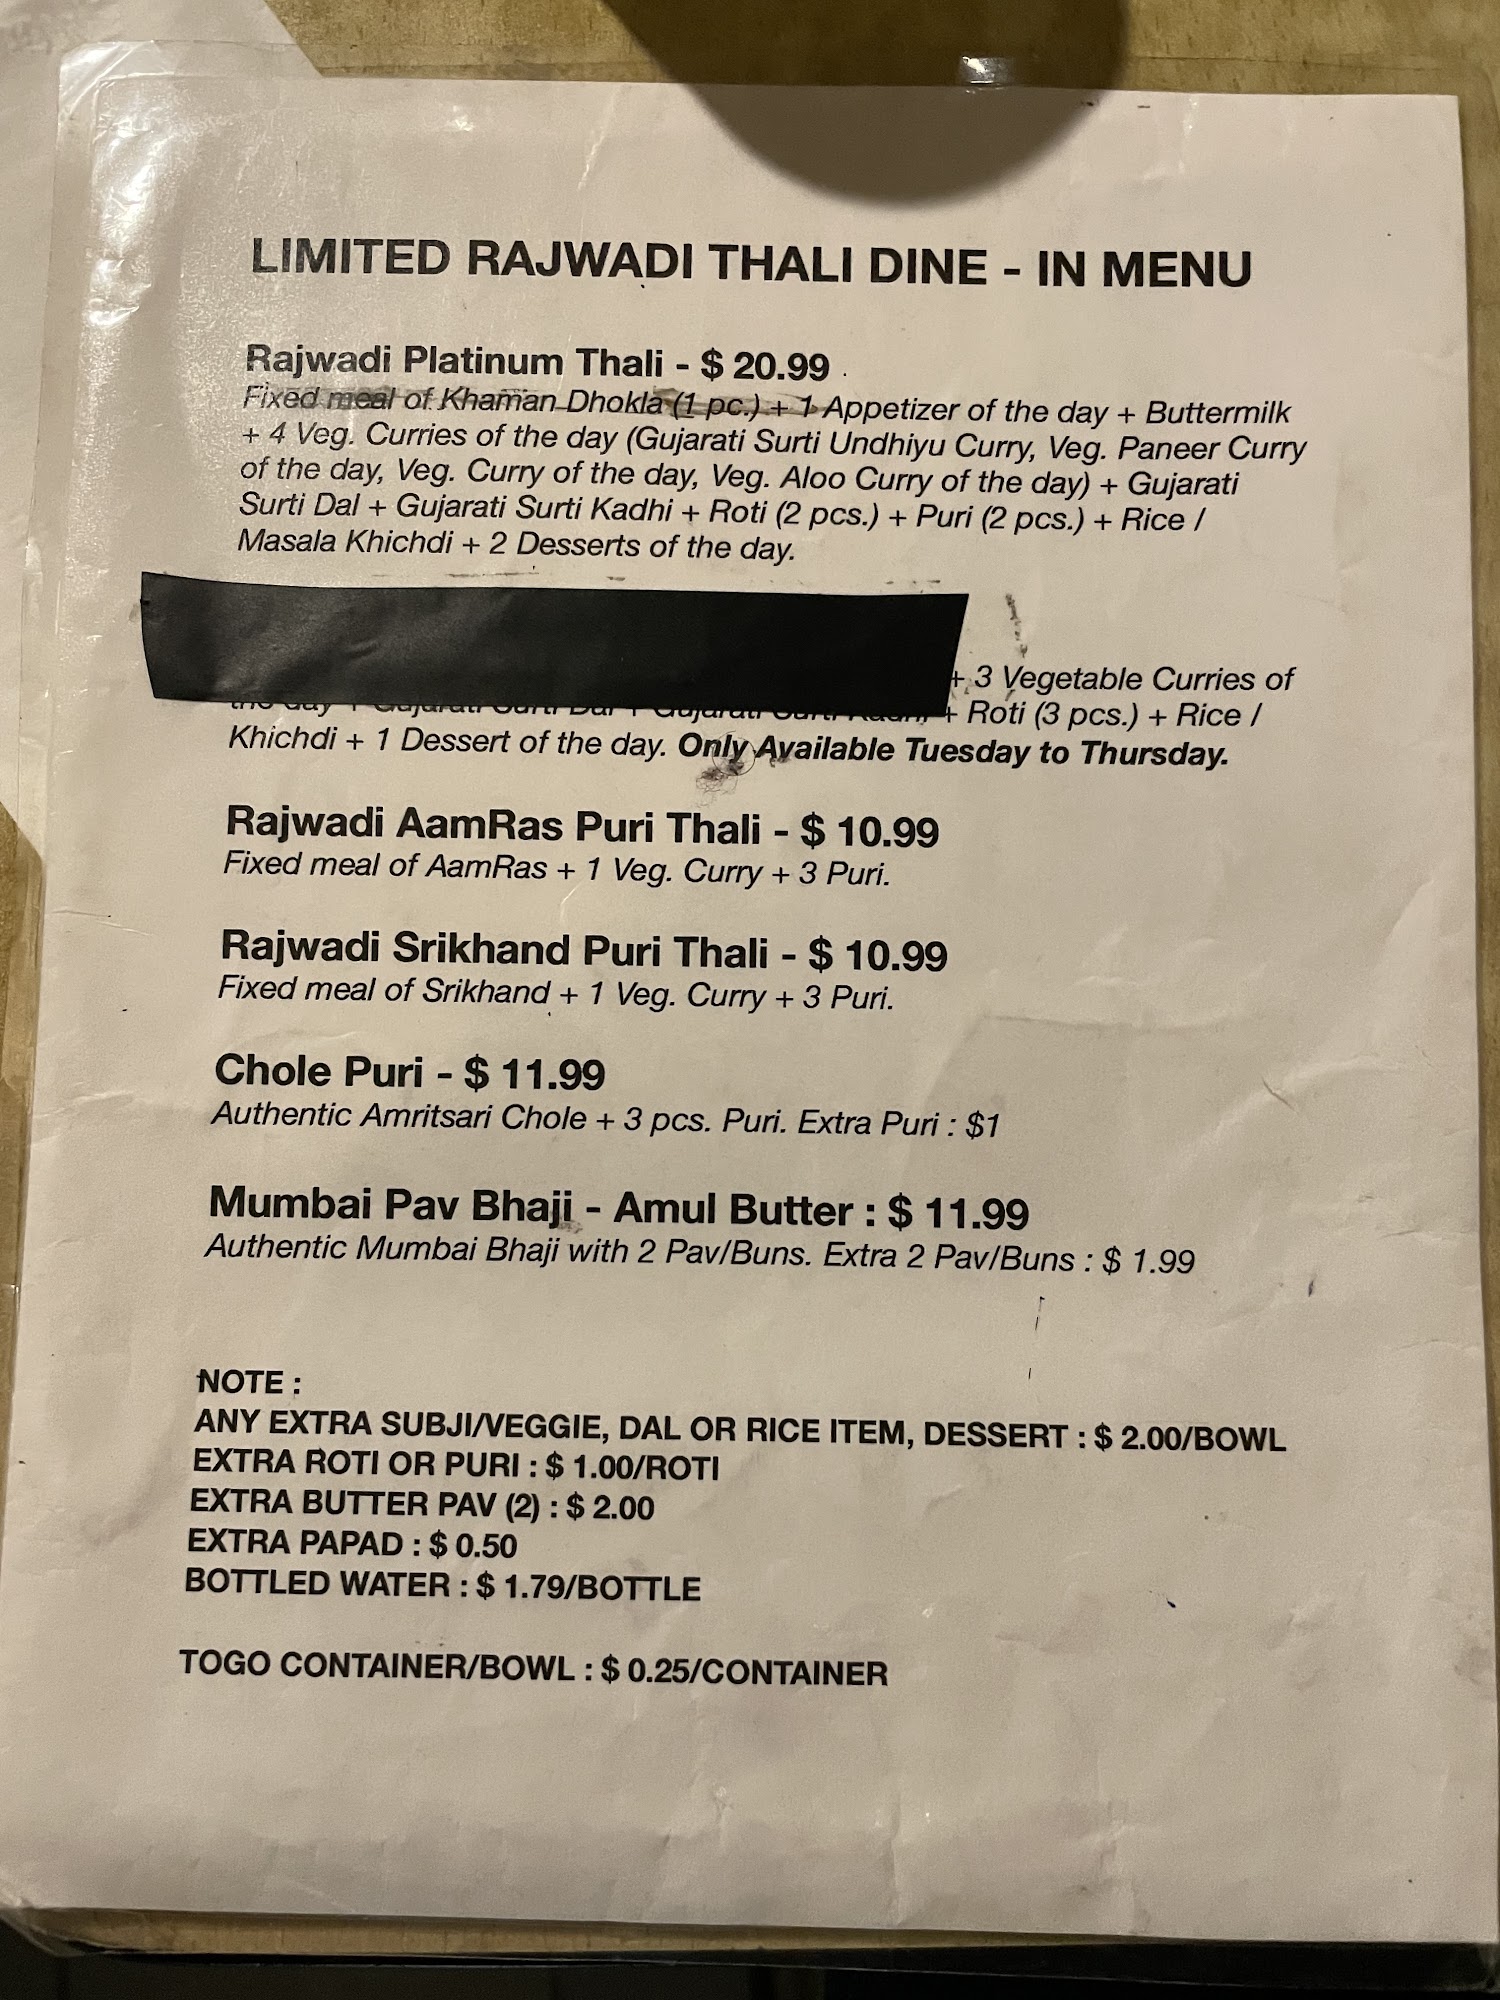 LIMITED RAJWADI THALI DINE - IN MENU
Rajwadi Platinum Thali - $ 20.99
Fixed meal of Khaman Dhokla (1 pc.) + 1 Appetizer of the day + Buttermilk
+ 4 Veg. Curries of the day (Gujarati Surti Undhiyu Curry, Veg. Paneer Curry
of the day, Veg. Curry of the day, Veg. Aloo Curry of the day) + Gujarati
Surti Dal + Gujarati Surti Kadhi + Roti (2 pcs.) + Puri (2 pcs.) + Rice /
Masala Khichdi + 2 Desserts of the day.
+ 3 Vegetable Curries of
the day + Gujarati Surti Dal + Gujarati Surti Kadhi + Roti (3 pcs.) + Rice /
Khichdi + 1 Dessert of the day. Only Available Tuesday to Thursday.
Rajwadi AamRas Puri Thali - $ 10.99
Fixed meal of AamRas + 1 Veg. Curry + 3 Puri.
Rajwadi Srikhand Puri Thali - $ 10.99
Fixed meal of Srikhand + 1 Veg. Curry + 3 Puri.
Chole Puri - $ 11.99
Authentic Amritsari Chole + 3 pcs. Puri. Extra Puri : $1
Mumbai Pav Bhaji - Amul Butter : $ 11.99
Authentic Mumbai Bhaji with 2 Pav/Buns. Extra 2 Pav/Buns : $ 1.99
NOTE :
ANY EXTRA SUBJI/VEGGIE, DAL OR RICE ITEM, DESSERT : $ 2.00/BOWL
EXTRA ROTI OR PURI : $ 1.00/ROTI
EXTRA BUTTER PAV (2) : $ 2.00
EXTRA PAPAD : $ 0.50
BOTTLED WATER : $ 1.79/BOTTLE
TOGO CONTAINER/BOWL : $ 0.25/CONTAINER